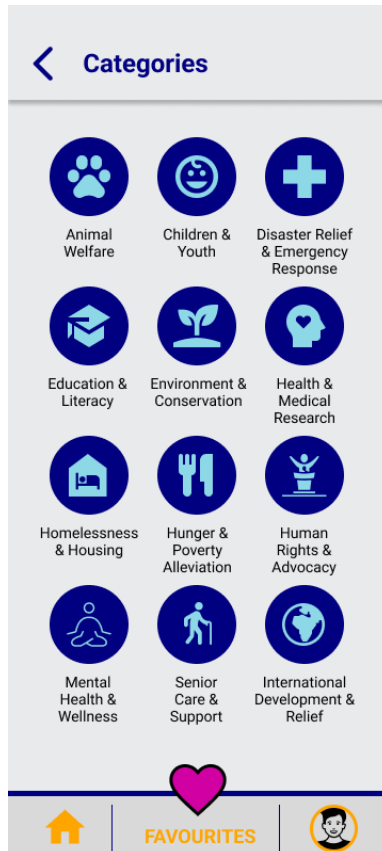 Categories
Animal
Welfare
Children &
Youth
Disaster Relief
& Emergency
Response
Education &
Literacy
Environment &
Conservation
Health &
Medical
Research
Homelessness
& Housing
Hunger &
Poverty
Alleviation
Human
Rights &
Advocacy
Mental
Health &
Wellness
Senior
Care &
Support
International
Development &
Relief
FAVOURITES